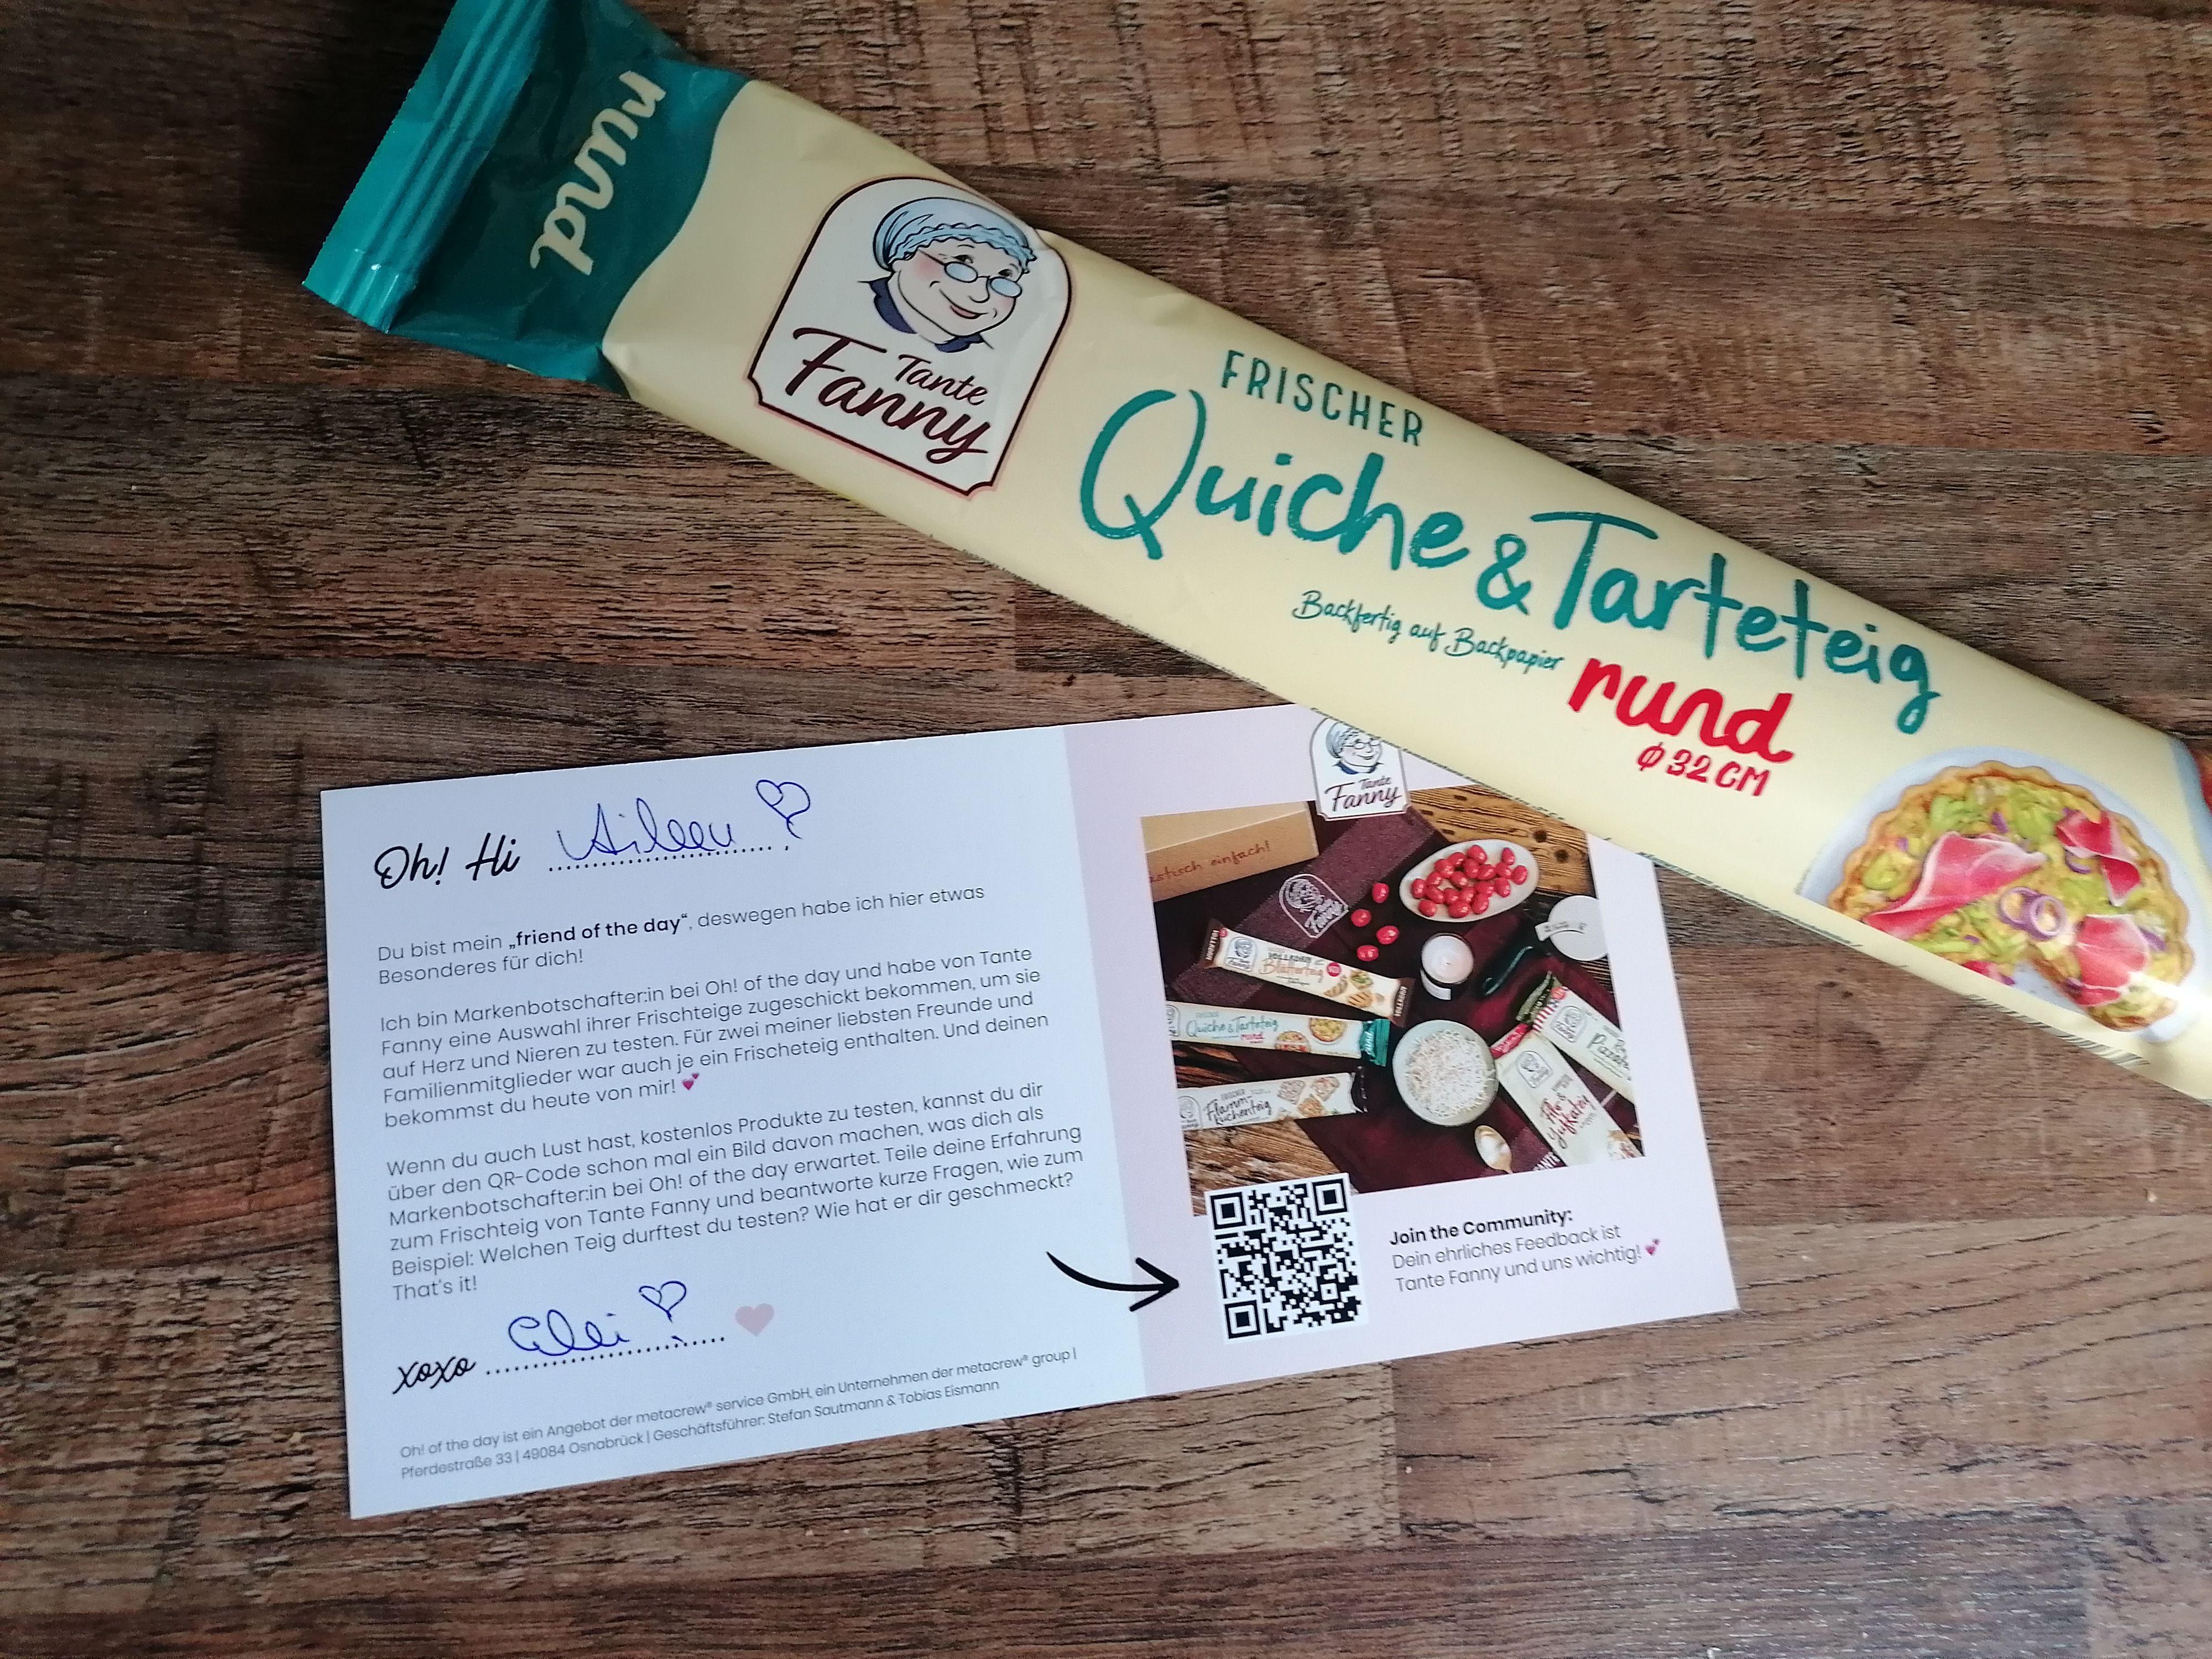 rund
Tante
Fanny
FRISCHER
Quiche & Tarteteig
Backfertig auf Backpapier
rund
Ø 32 CM
Oh! Hi Aileen
Du bist mein „friend of the day“, deswegen habe ich hier etwas
Besonderes für dich!
Ich bin Markenbotschafter:in bei Oh! of the day und habe von Tante
Fanny eine Auswahl ihrer Frischteige zugeschickt bekommen, um sie
auf Herz und Nieren zu testen. Für zwei meiner liebsten Freunde und
Familienmitglieder war auch je ein Frischeteig enthalten. Und deinen
bekommst du heute von mir! 💕
Wenn du auch Lust hast, kostenlos Produkte zu testen, kannst du dir
über den QR-Code schon mal ein Bild davon machen, was dich als
Markenbotschafter:in bei Oh! of the day erwartet. Teile deine Erfahrung
zum Frischteig von Tante Fanny und beantworte kurze Fragen, wie zum
Beispiel: Welchen Teig durftest du testen? Wie hat er dir geschmeckt?
That's it!
xoxo
Oh! of the day ist ein Angebot der metacrew® service GmbH, ein Unternehmen der metacrew® group |
Pferdestraße 33 | 49084 Osnabrück | Geschäftsführer: Stefan Sautmann & Tobias Eismann
Tante
Fanny
einfach!
Blätterteig
Quiche & Tarteteig
rund
Flamm
kuchenteig
Join the Community:
Dein ehrliches Feedback ist
Tante Fanny und uns wichtig! 💕